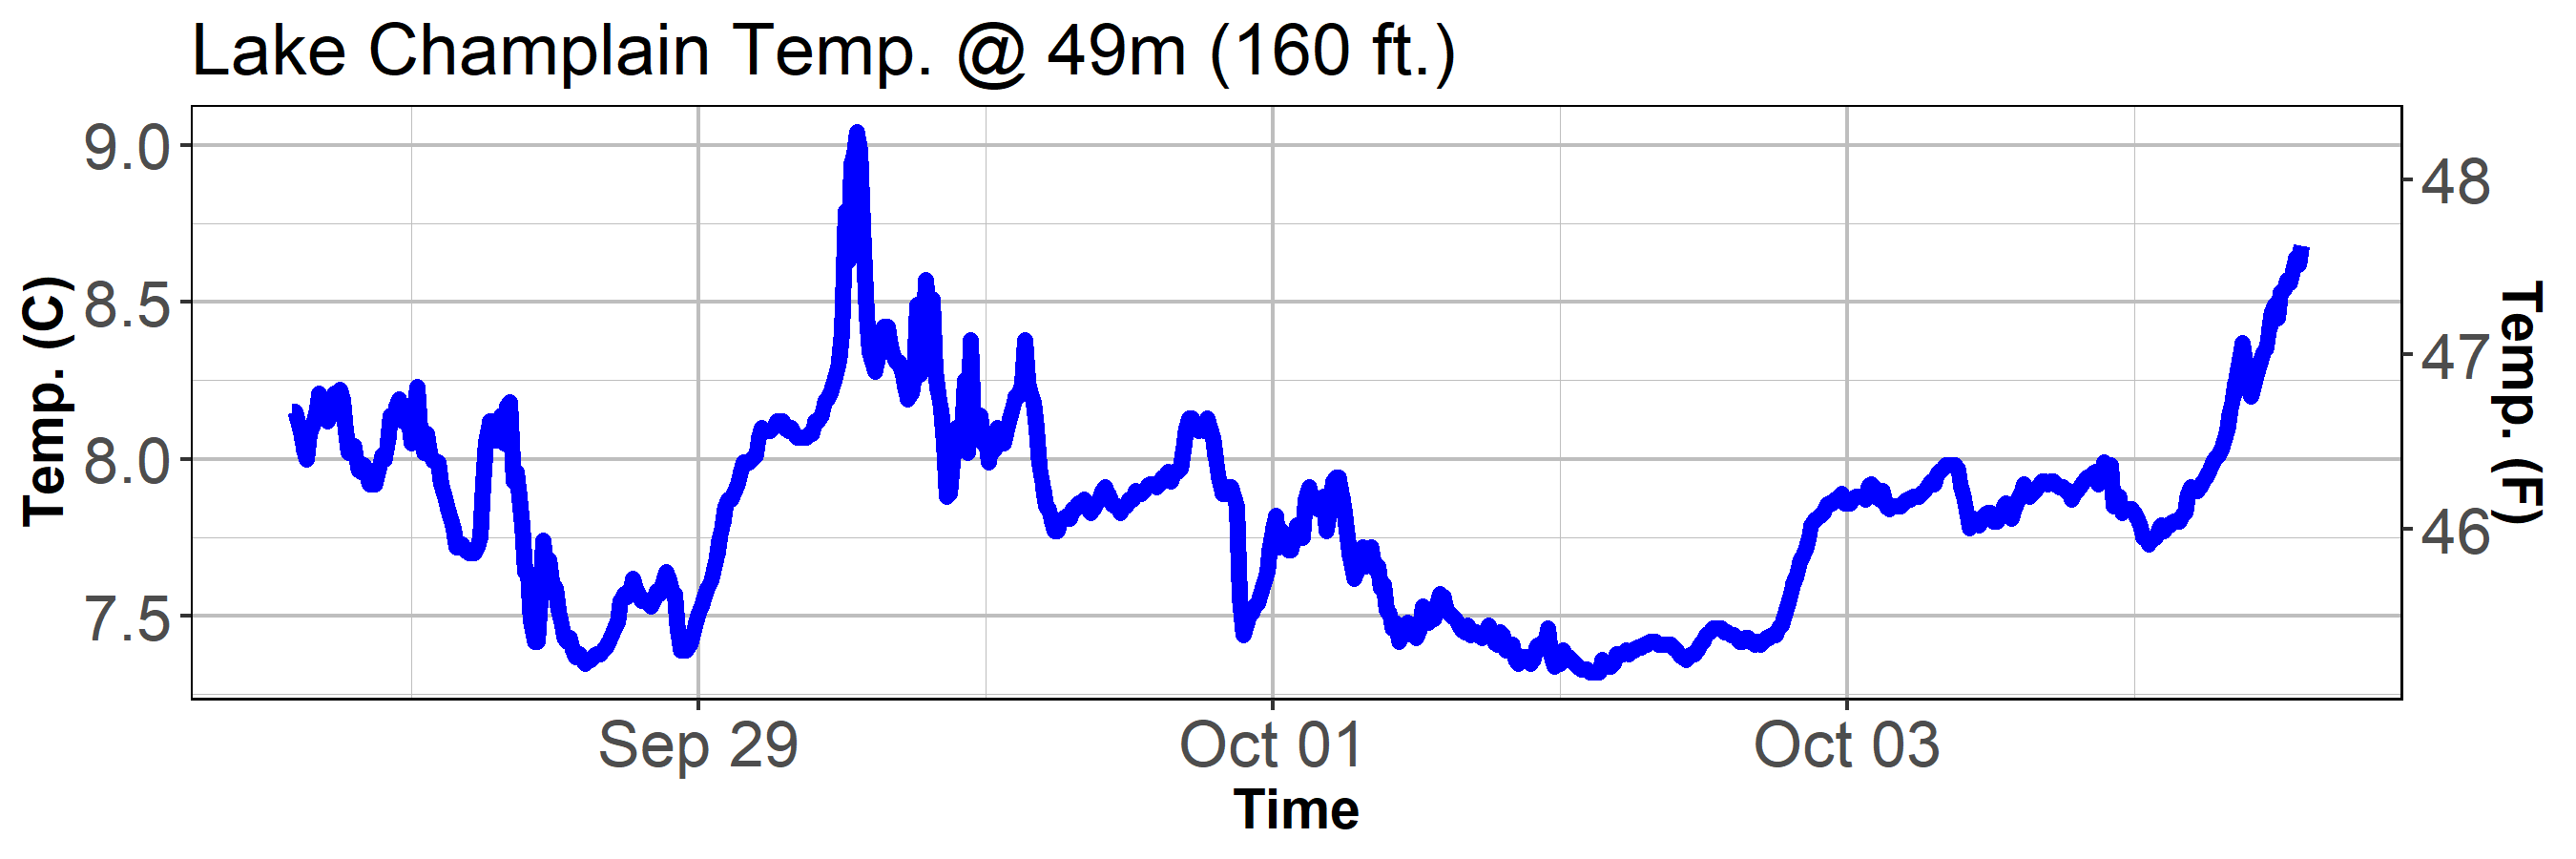 Lake Champlain Temp. @ 49m (160 ft.)
9.0
8.5
8.0
7.5
Temp. (C)
48
47
46
Temp. (F)
Sep 29 Oct 01 Oct 03
Time